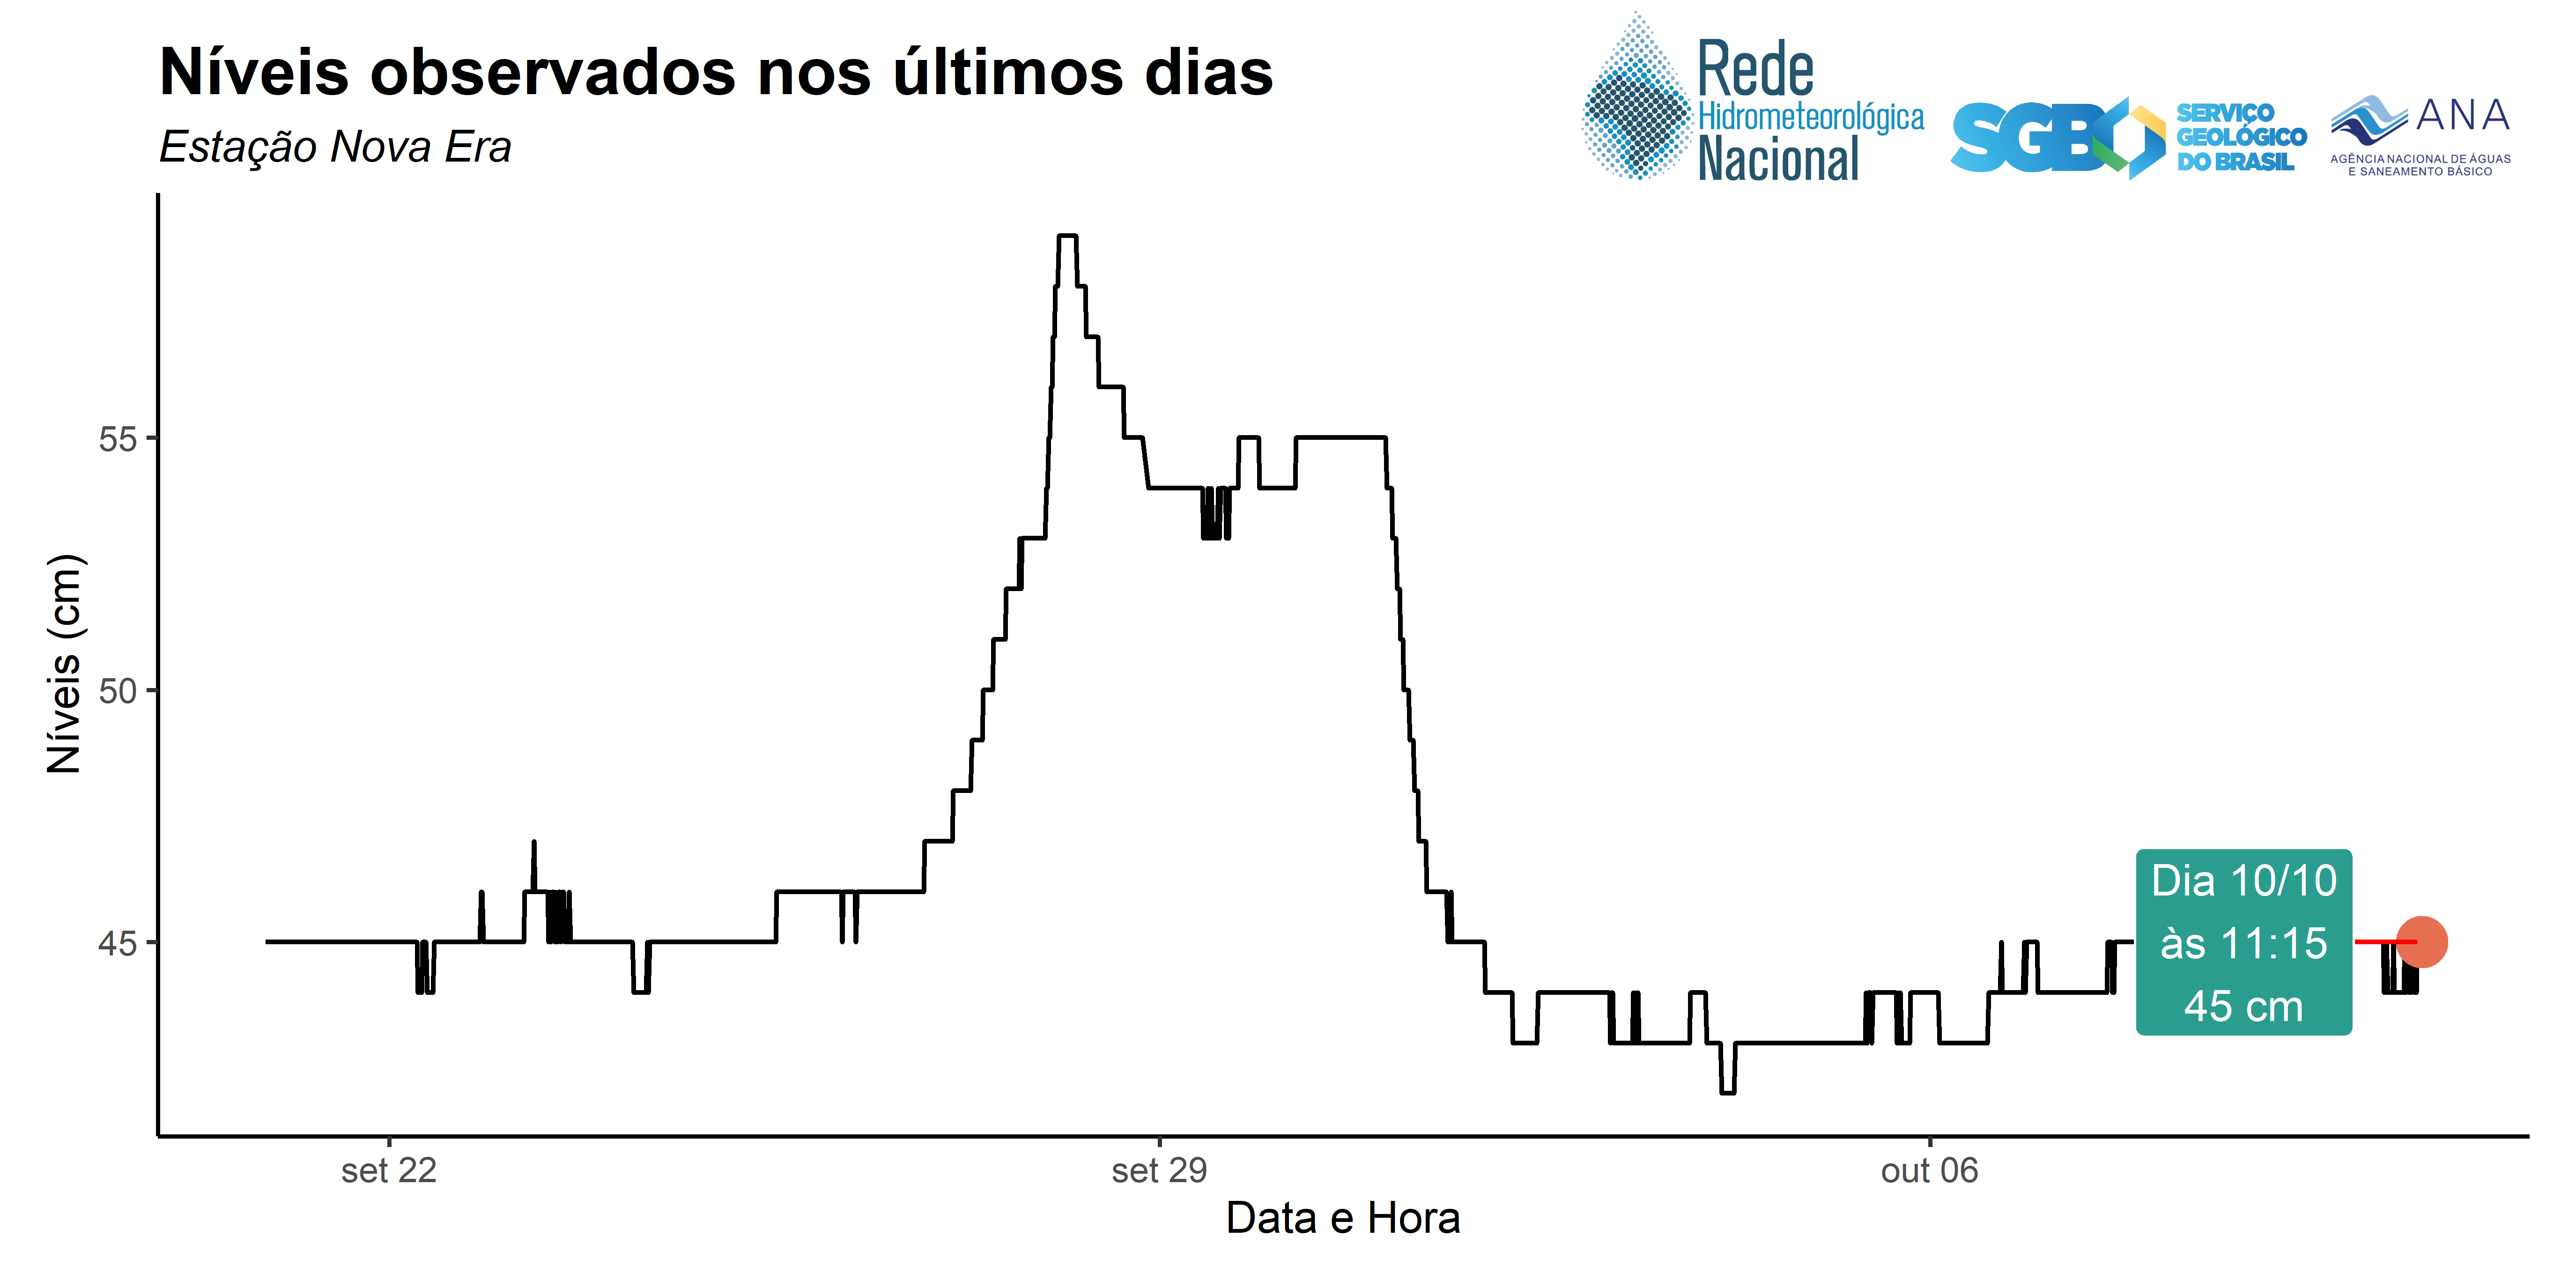 Níveis observados nos últimos dias
Estação Nova Era
Rede
Hidrometeorológica
Nacional
SGB
SERVIÇO
GEOLÓGICO
DO BRASIL
ANA
AGÊNCIA NACIONAL DE ÁGUAS
E SANEAMENTO BÁSICO
Níveis (cm)
55
50
45
Dia 10/10
às 11:15
45 cm
set 22
set 29
out 06
Data e Hora